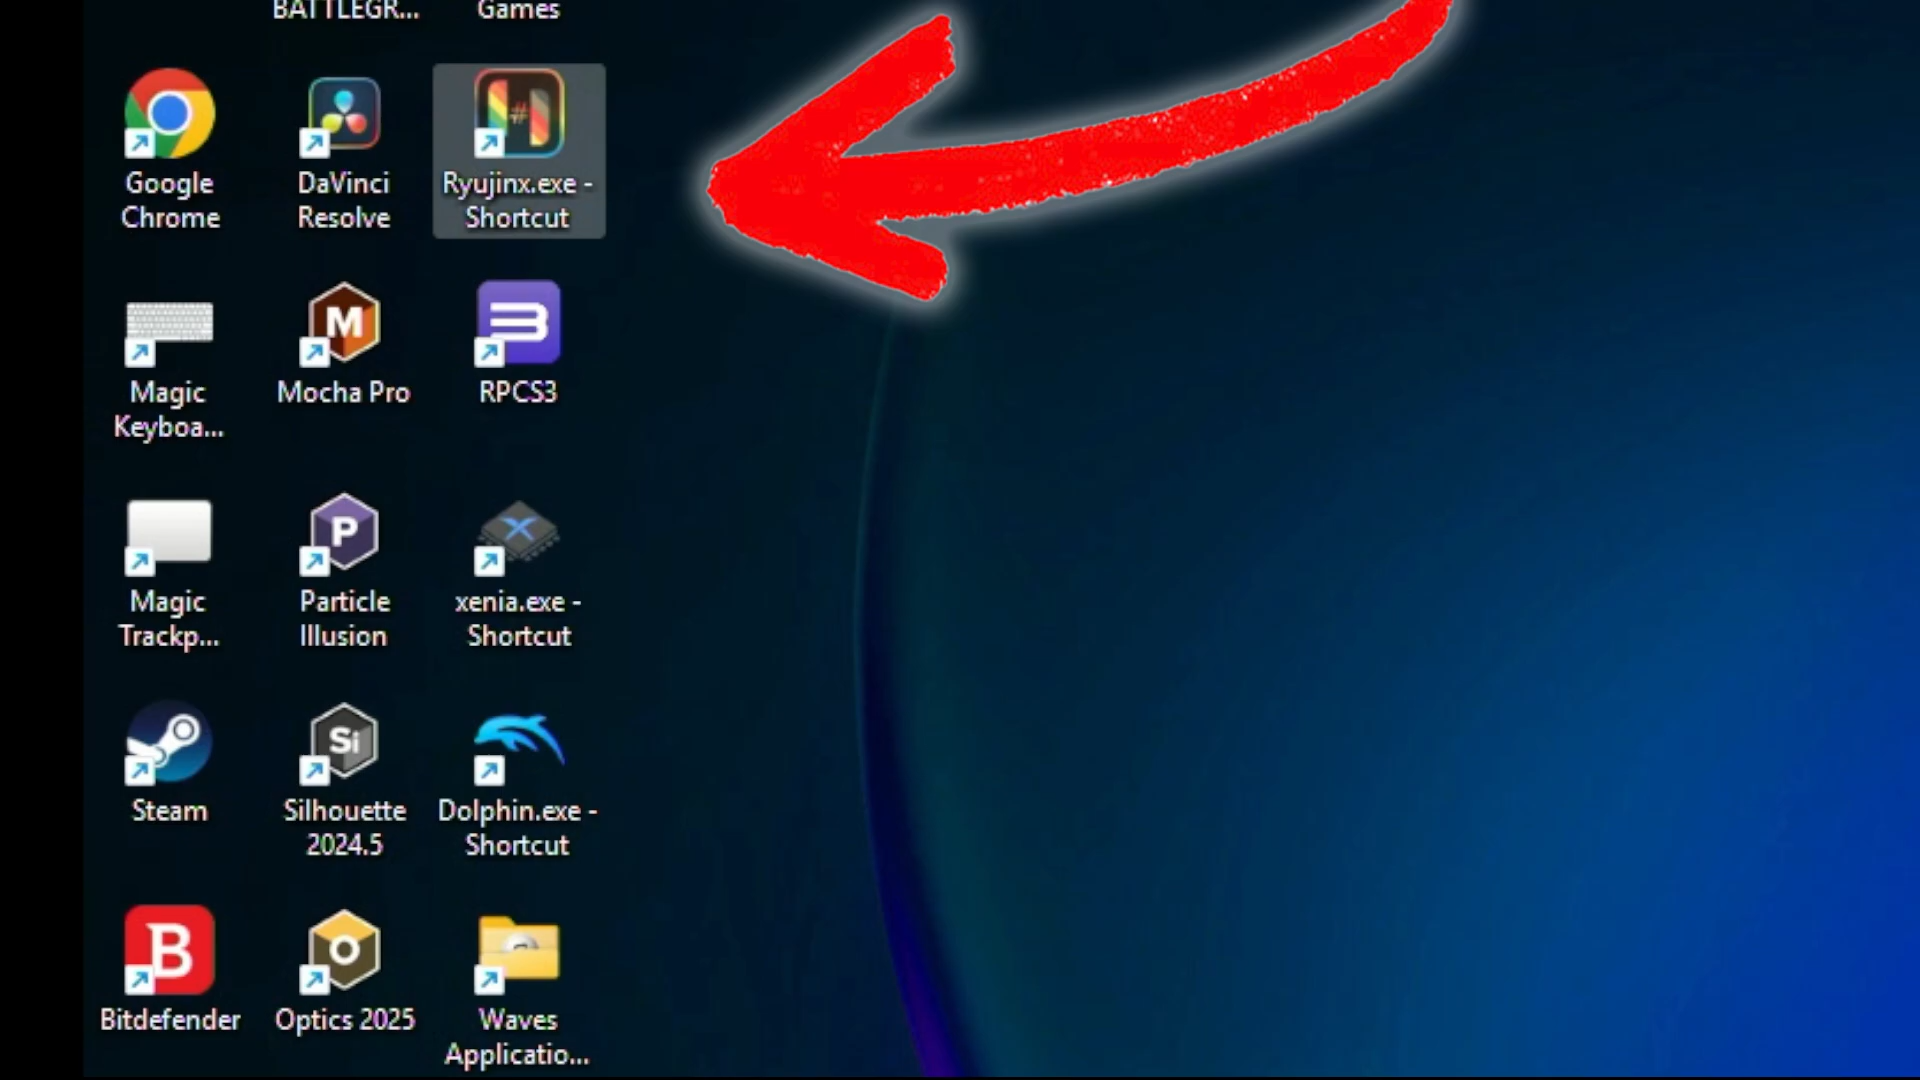 BATTLEGR...
Games
Google
Chrome
DaVinci
Resolve
Ryujinx.exe -
Shortcut
Magic
Keyboa...
Mocha Pro
RPCS3
Magic
Trackp...
Particle
Illusion
xenia.exe -
Shortcut
Steam
Silhouette
2024.5
Dolphin.exe -
Shortcut
Bitdefender
Optics 2025
Waves
Applicatio...